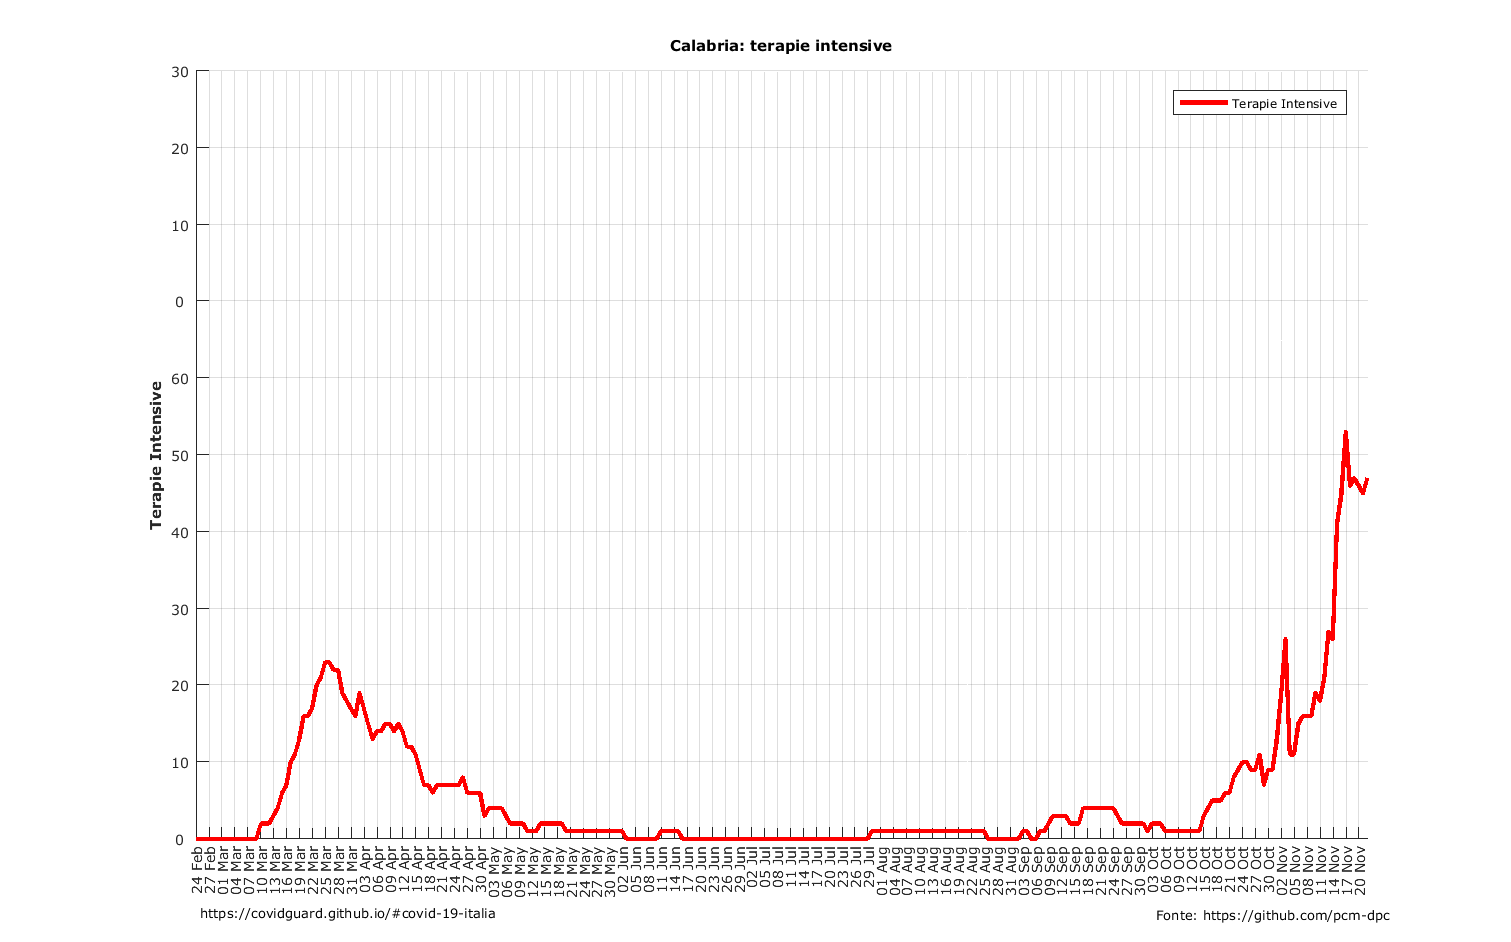 Calabria: terapie intensive
Terapie Intensive
30
20
10
0
60
50
40
30
20
10
0
Terapie Intensive
24 Feb
27 Feb
01 Mar
04 Mar
07 Mar
10 Mar
13 Mar
16 Mar
19 Mar
22 Mar
25 Mar
28 Mar
31 Mar
03 Apr
06 Apr
09 Apr
12 Apr
15 Apr
18 Apr
21 Apr
24 Apr
27 Apr
30 Apr
03 May
06 May
09 May
12 May
15 May
18 May
21 May
24 May
27 May
30 May
02 Jun
05 Jun
08 Jun
11 Jun
14 Jun
17 Jun
20 Jun
23 Jun
26 Jun
29 Jun
02 Jul
05 Jul
08 Jul
11 Jul
14 Jul
17 Jul
20 Jul
23 Jul
26 Jul
29 Jul
01 Aug
04 Aug
07 Aug
10 Aug
13 Aug
16 Aug
19 Aug
22 Aug
25 Aug
28 Aug
31 Aug
03 Sep
06 Sep
09 Sep
12 Sep
15 Sep
18 Sep
21 Sep
24 Sep
27 Sep
30 Sep
03 Oct
06 Oct
09 Oct
12 Oct
15 Oct
18 Oct
21 Oct
24 Oct
27 Oct
30 Oct
02 Nov
05 Nov
08 Nov
11 Nov
14 Nov
17 Nov
20 Nov
https://covidguard.github.io/#covid-19-italia
Fonte: https://github.com/pcm-dpc